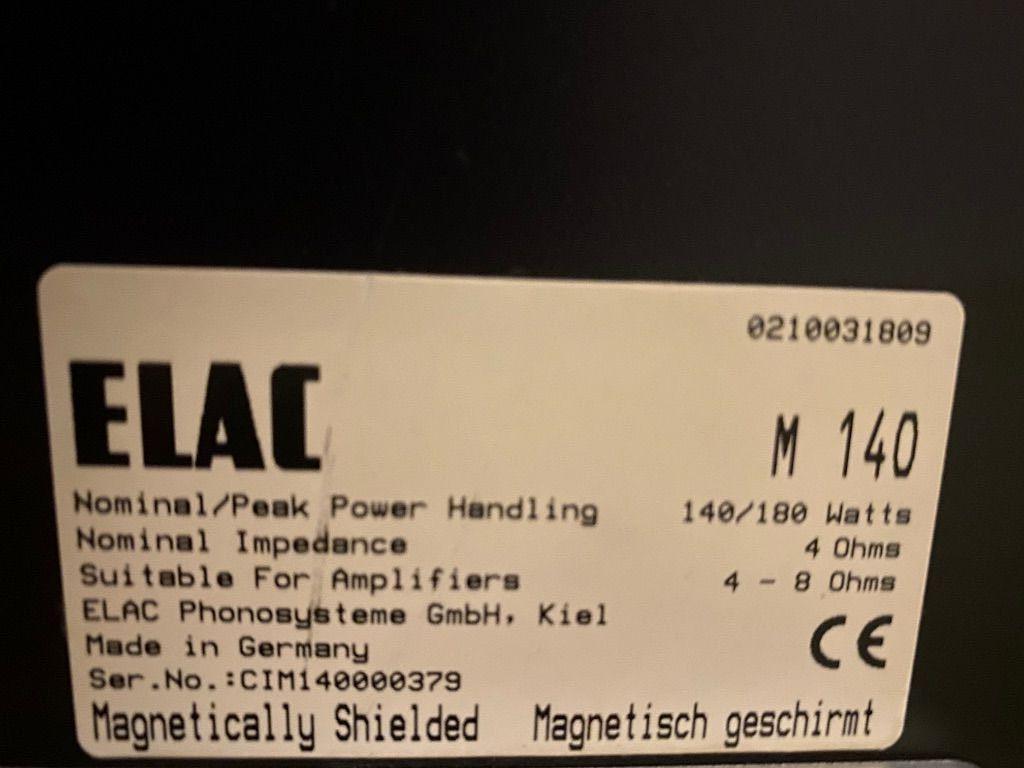 0210031809
ELAC
M 140
Nominal/Peak Power Handling 140/180 Watts
Nominal Impedance 4 Ohms
Suitable For Amplifiers 4 - 8 Ohms
ELAC Phonosysteme GmbH, Kiel
Made in Germany
CE
Ser.No.:CIM140000379
Magnetically Shielded Magnetisch geschirmt